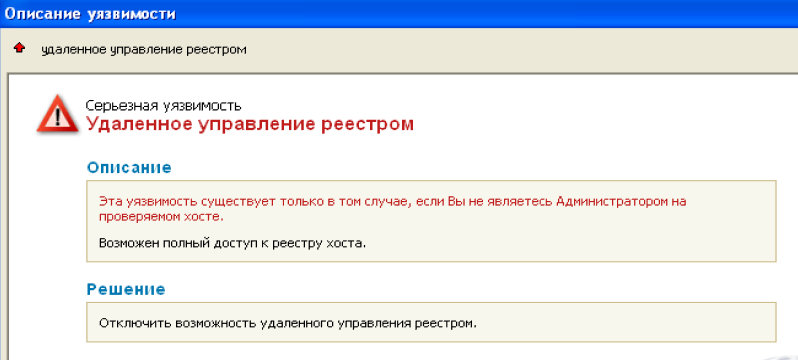 Описание уязвимости
удаленное управление реестром
Серьезная уязвимость
Удаленное управление реестром
Описание
Эта уязвимость существует только в том случае, если Вы не являетесь Администратором на
проверяемом хосте.
Возможен полный доступ к реестру хоста.
Решение
Отключить возможность удаленного управления реестром.